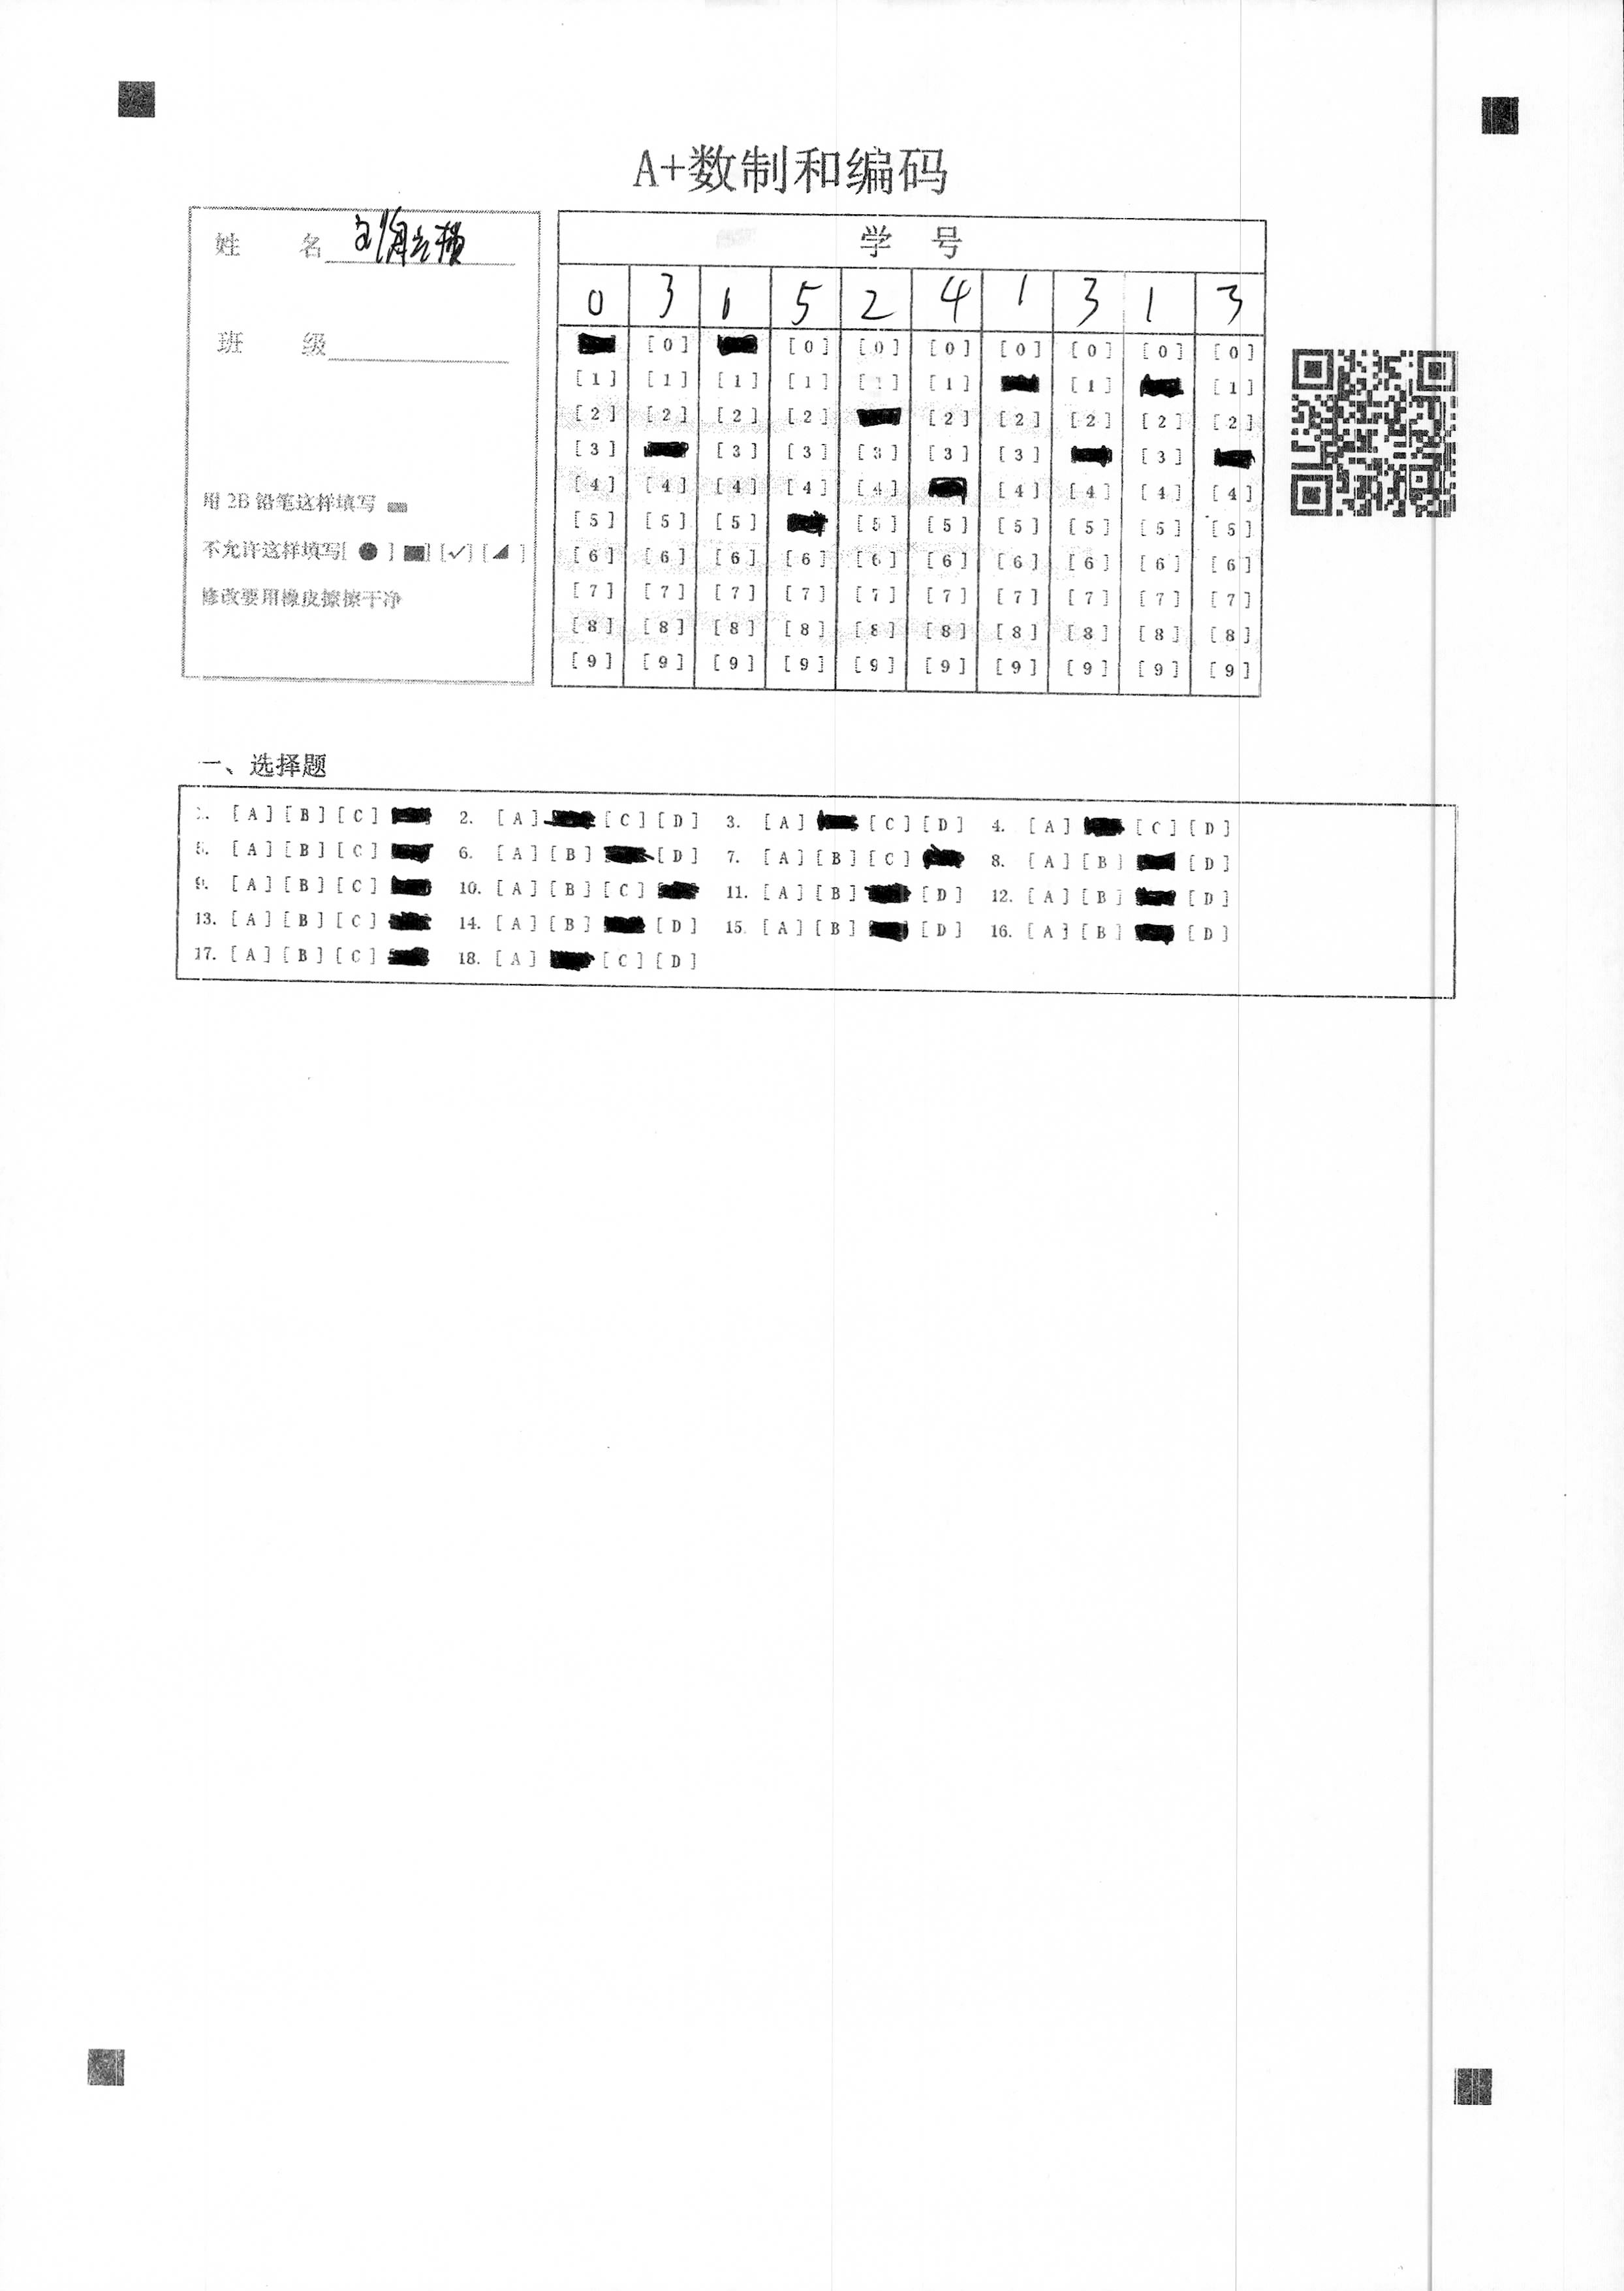 A+数制和编码
姓 名
班 级
用 2B 铅笔这样填写
不允许这样填写[ ● ] [✓] [ ]
修改要用橡皮擦擦干净
学 号
0 3 5 2 4 1 3 1 3
[0] [0] [0] [0] [0] [0] [0] [0]
[1] [1] [1] [1] [1] [1] [1] [1]
[2] [2] [2] [2] [2] [2] [2] [2] [2]
[3] [3] [3] [3] [3] [3] [3]
[4] [4] [4] [4] [4] [4] [4] [4] [4]
[5] [5] [5] [5] [5] [5] [5] [5] [5]
[6] [6] [6] [6] [6] [6] [6] [6] [6] [6]
[7] [7] [7] [7] [7] [7] [7] [7] [7] [7]
[8] [8] [8] [8] [8] [8] [8] [8] [8] [8]
[9] [9] [9] [9] [9] [9] [9] [9] [9] [9]
一、选择题
1. [A] [B] [C] 2. [A] [C] [D] 3. [A] [C] [D] 4. [A] [C] [D]
5. [A] [B] [C] 6. [A] [B] [D] 7. [A] [B] [C] 8. [A] [B] [D]
9. [A] [B] [C] 10. [A] [B] [C] 11. [A] [B] [D] 12. [A] [B] [D]
13. [A] [B] [C] 14. [A] [B] [D] 15. [A] [B] [D] 16. [A] [B] [D]
17. [A] [B] [C] 18. [A] [C] [D]